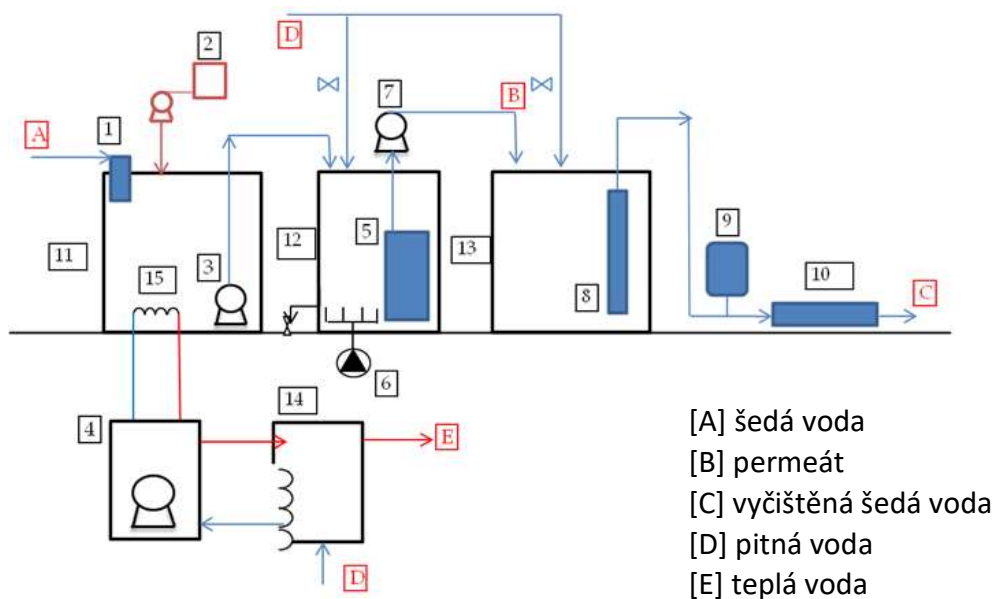 D
2
7
B
1
A
9
5
12
11
13
3
10
15
8
C
6
14
4
E
D
[A] šedá voda
[B] permeát
[C] vyčištěná šedá voda
[D] pitná voda
[E] teplá voda